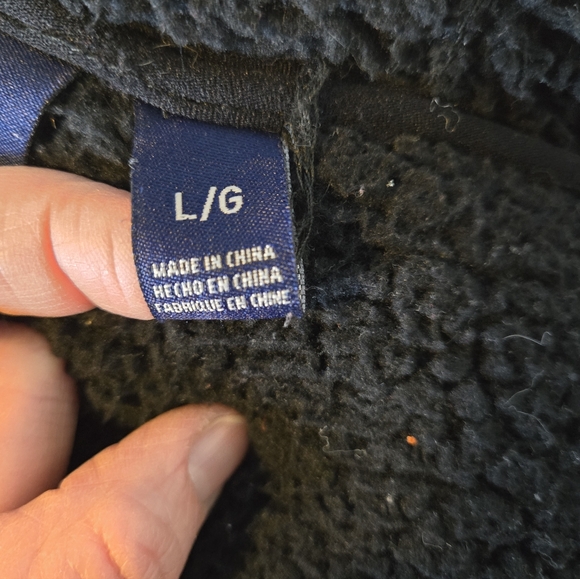 L/G
MADE IN CHINA
HECHO EN CHINA
FABRIQUE EN CHINE